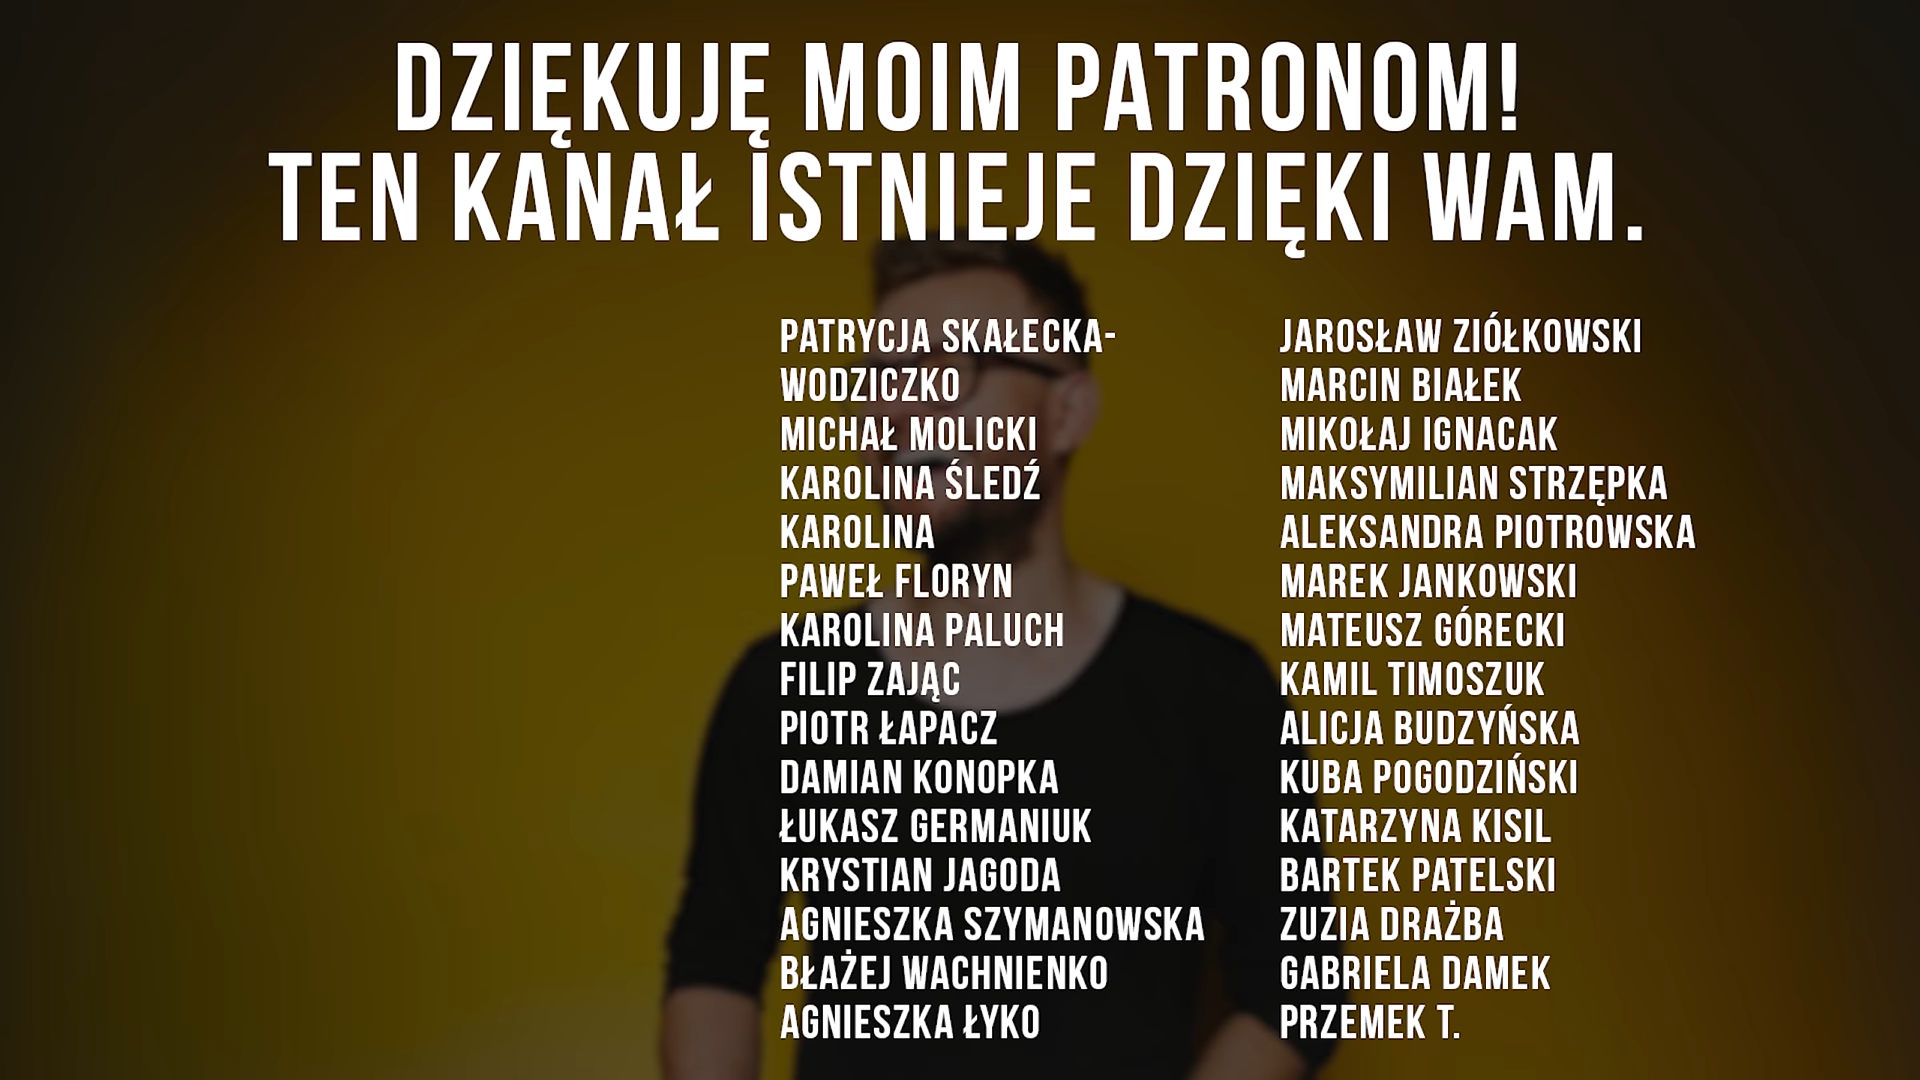 DZIĘKUJĘ MOIM PATRONOM!
TEN KANAŁ ISTNIEJE DZIĘKI WAM.
PATRYCJA SKAŁECKA-
WODZICZKO
MICHAŁ MOLICKI
KAROLINA ŚLEDŹ
KAROLINA
PAWEŁ FLORYN
KAROLINA PALUCH
FILIP ZAJĄC
PIOTR ŁAPACZ
DAMIAN KONOPKA
ŁUKASZ GERMANIUK
KRYSTIAN JAGODA
AGNIESZKA SZYMANOWSKA
BŁAŻEJ WACHNIENKO
AGNIESZKA ŁYKO
JAROSŁAW ZIÓŁKOWSKI
MARCIN BIAŁEK
MIKOŁAJ IGNACAK
MAKSYMILIAN STRZĘPKA
ALEKSANDRA PIOTROWSKA
MAREK JANKOWSKI
MATEUSZ GÓRECKI
KAMIL TIMOSZUK
ALICJA BUDZYŃSKA
KUBA POGODZIŃSKI
KATARZYNA KISIL
BARTEK PATELSKI
ZUZIA DRAŻBA
GABRIELA DAMEK
PRZEMEK T.